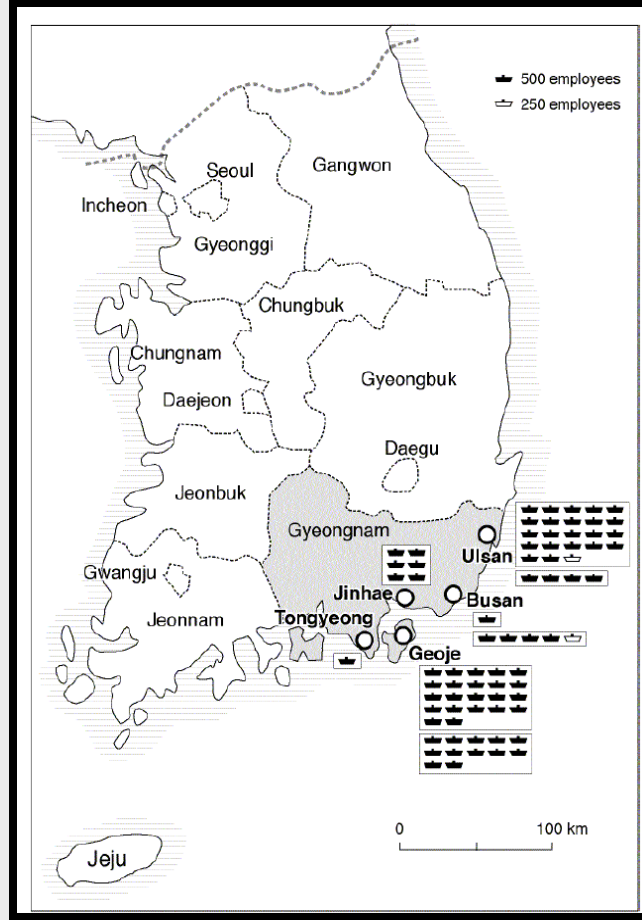 500 employees
250 employees
Seoul
Gangwon
Incheon
Gyeonggi
Chungbuk
Chungnam
Gyeongbuk
Daejeon
Daegu
Jeonbuk
Gyeongnam
Ulsan
Gwangju
Jinhae
Busan
Jeonnam
Tongyeong
Geoje
0 100 km
Jeju